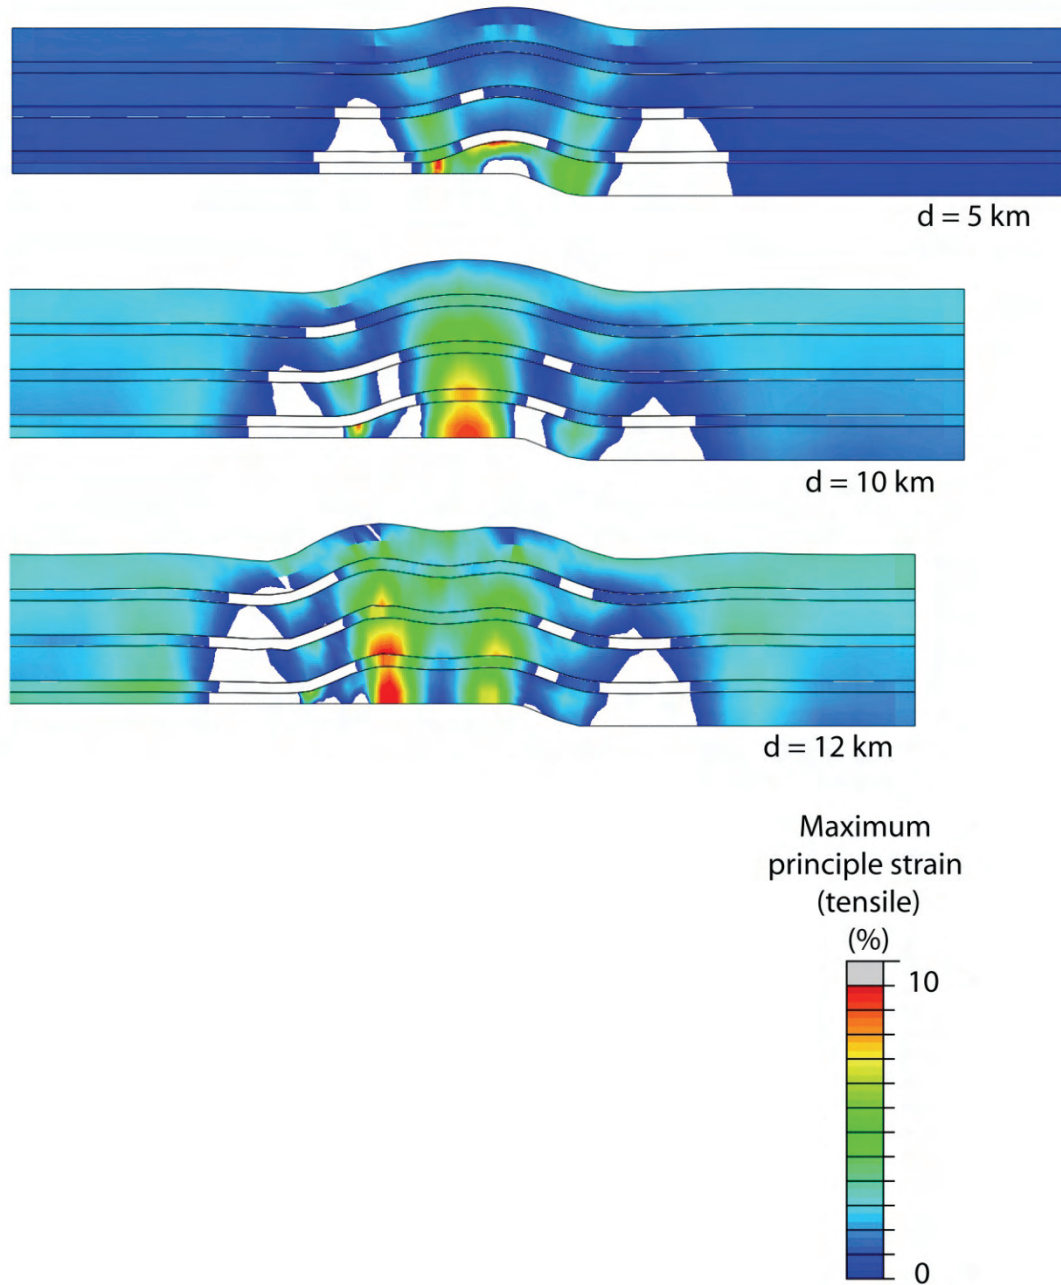 d = 5 km
d = 10 km
d = 12 km
Maximum
principle strain
(tensile)
(%)
10
0